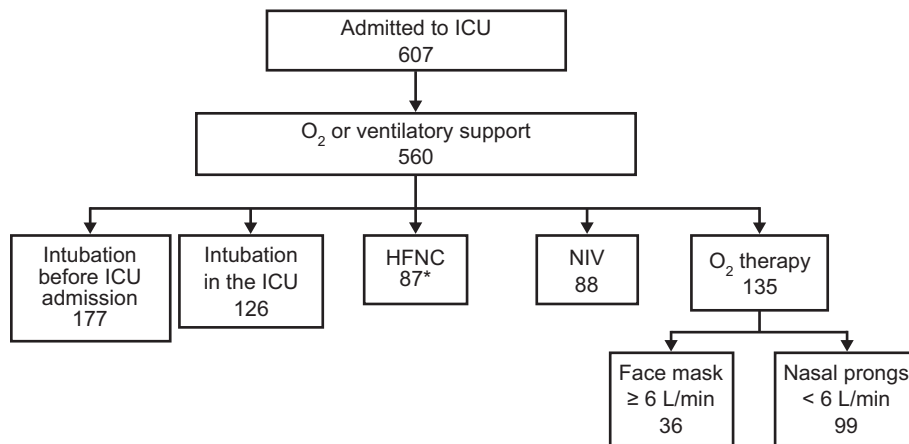 Admitted to ICU
607
O₂ or ventilatory support
560
Intubation
before ICU
admission
177
Intubation
in the ICU
126
HFNC
87*
NIV
88
O₂ therapy
135
Face mask
≥ 6 L/min
36
Nasal prongs
< 6 L/min
99